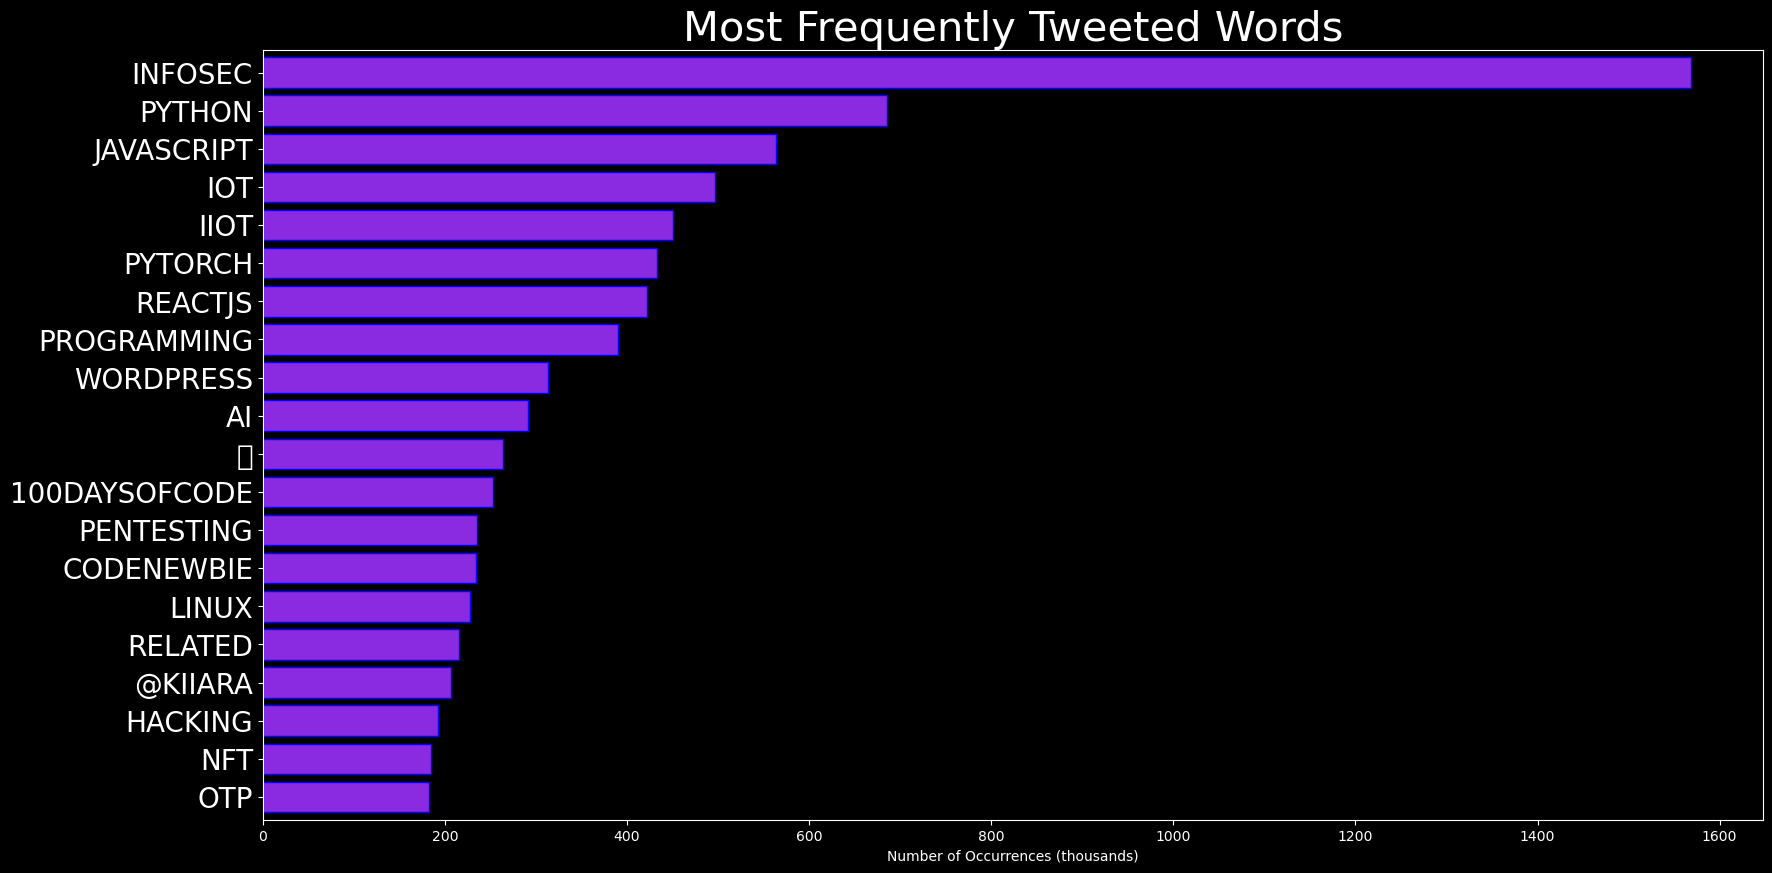 Most Frequently Tweeted Words
INFOSEC
PYTHON
JAVASCRIPT
IOT
IIOT
PYTORCH
REACTJS
PROGRAMMING
WORDPRESS
AI
100DAYSOFCODE
PENTESTING
CODENEWBIE
LINUX
RELATED
@KIIARA
HACKING
NFT
OTP
0 200 400 600 800 1000 1200 1400 1600
Number of Occurrences (thousands)